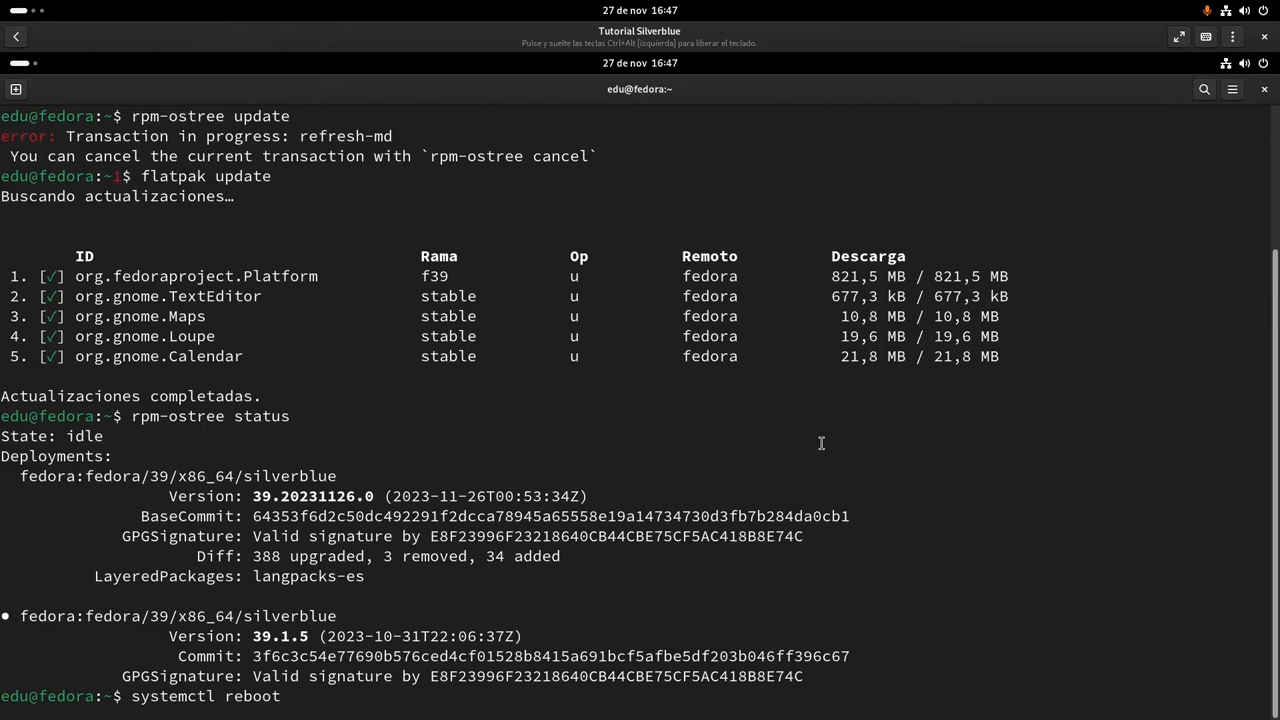 27 de nov 16:47
Tutorial Silverblue
Pulse y suelte las teclas Ctrl+Alt [izquierda] para liberar el teclado.
27 de nov 16:47
edu@fedora:~
edu@fedora:~$ rpm-ostree update
error: Transaction in progress: refresh-md
You can cancel the current transaction with `rpm-ostree cancel`
edu@fedora:~1$ flatpak update
Buscando actualizaciones…
ID Rama Op Remoto Descarga
1. [✓] org.fedoraproject.Platform f39 u fedora 821,5 MB / 821,5 MB
2. [✓] org.gnome.TextEditor stable u fedora 677,3 kB / 677,3 kB
3. [✓] org.gnome.Maps stable u fedora 10,8 MB / 10,8 MB
4. [✓] org.gnome.Loupe stable u fedora 19,6 MB / 19,6 MB
5. [✓] org.gnome.Calendar stable u fedora 21,8 MB / 21,8 MB
Actualizaciones completadas.
edu@fedora:~$ rpm-ostree status
State: idle
Deployments:
fedora:fedora/39/x86_64/silverblue
Version: 39.20231126.0 (2023-11-26T00:53:34Z)
BaseCommit: 64353f6d2c50dc492291f2dcca78945a65558e19a14734730d3fb7b284da0cb1
GPGSignature: Valid signature by E8F23996F23218640CB44CBE75CF5AC418B8E74C
Diff: 388 upgraded, 3 removed, 34 added
LayeredPackages: langpacks-es
● fedora:fedora/39/x86_64/silverblue
Version: 39.1.5 (2023-10-31T22:06:37Z)
Commit: 3f6c3c54e77690b576ced4cf01528b8415a691bcf5afbe5df203b046ff396c67
GPGSignature: Valid signature by E8F23996F23218640CB44CBE75CF5AC418B8E74C
edu@fedora:~$ systemctl reboot